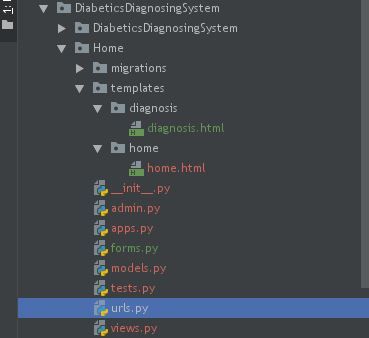 1:
DiabeticsDiagnosingSystem
DiabeticsDiagnosingSystem
Home
migrations
templates
diagnosis
diagnosis.html
home
home.html
__init__.py
admin.py
apps.py
forms.py
models.py
tests.py
urls.py
views.py